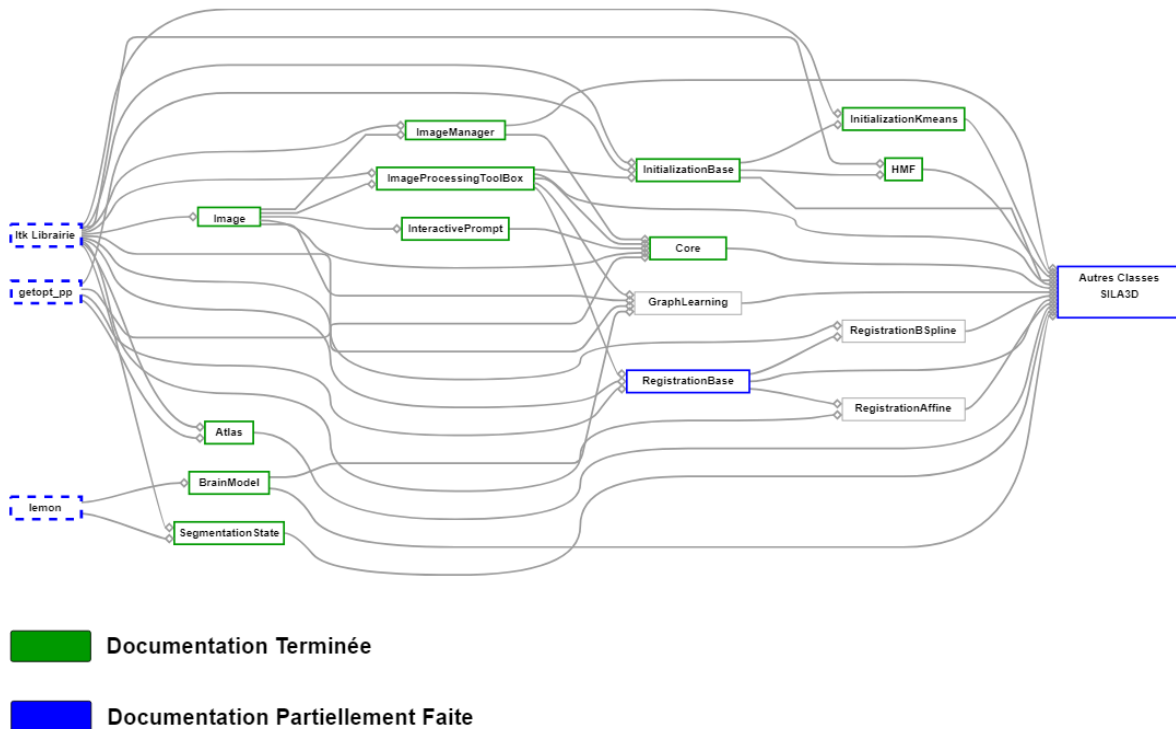 InitializationKmeans
ImageManager
InitializationBase
HMF
ImageProcessingToolBox
Image
InteractivePrompt
Itk Librairie
Core
getopt_pp
Autres Classes
SILA3D
GraphLearning
RegistrationBSpline
RegistrationBase
RegistrationAffine
Atlas
BrainModel
lemon
SegmentationState
Documentation Terminée
Documentation Partiellement Faite